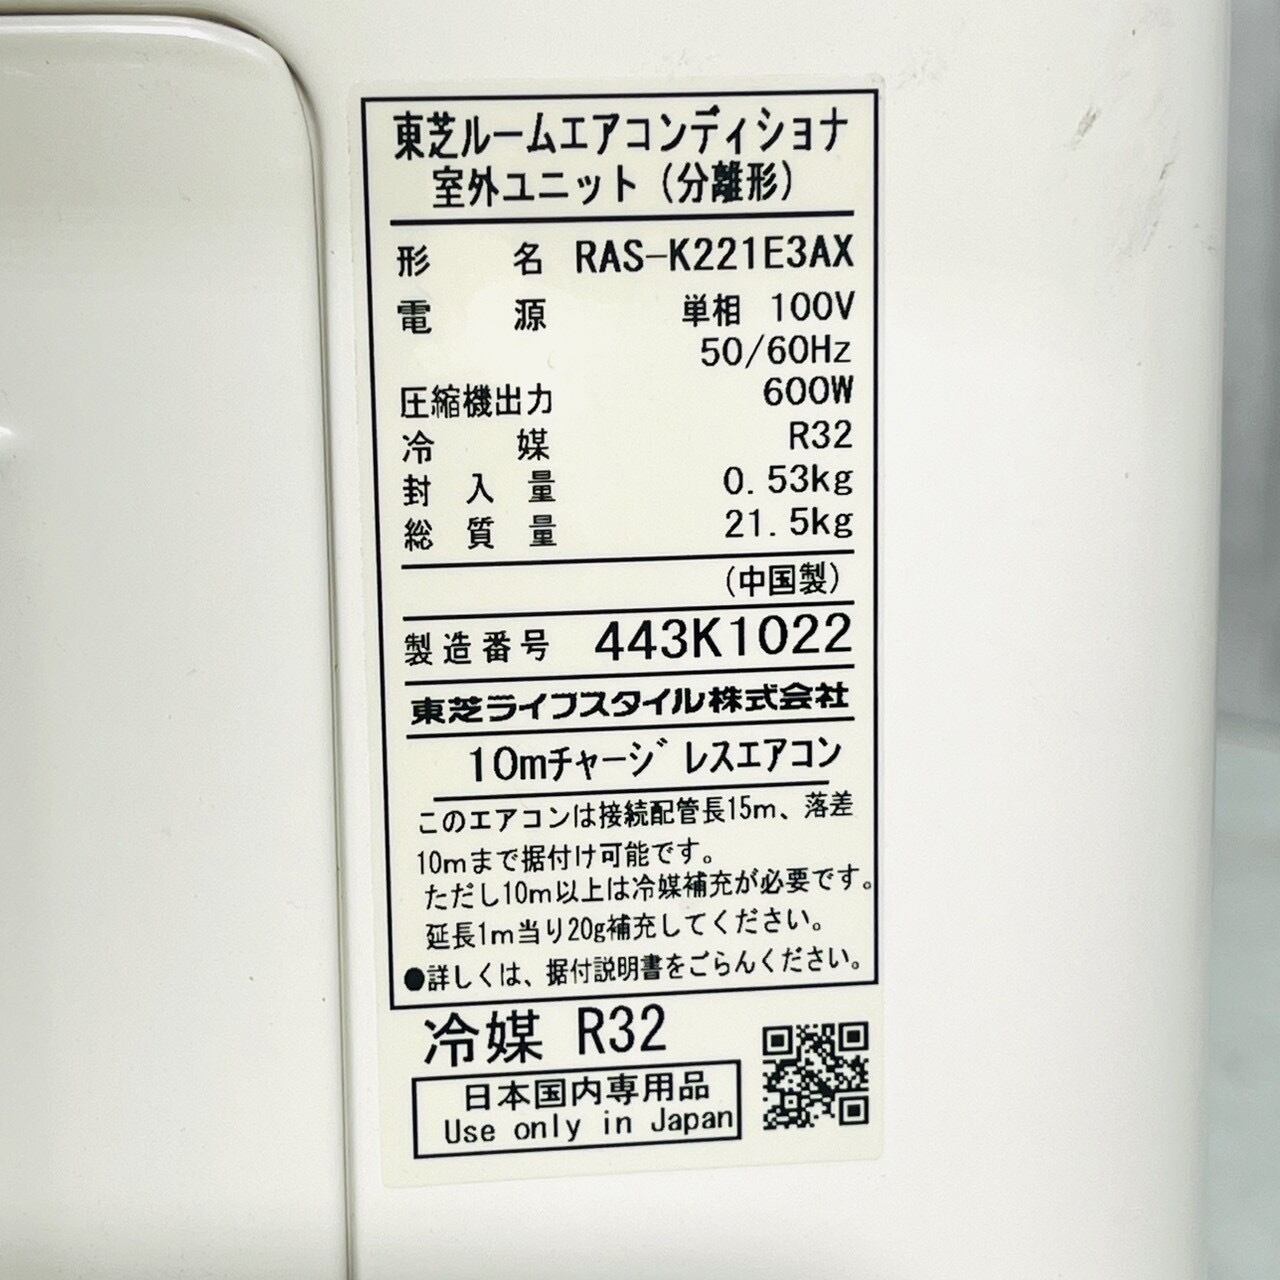 東芝ルームエアコンディショナ
室外ユニット（分離形）
形名 RAS-K221E3AX
電源 単相 100V
50/60Hz
圧縮機出力 600W
冷媒 R32
封入量 0.53kg
総質量 21.5kg
（中国製）
製造番号 443K1022
東芝ライフスタイル株式会社
10mチャージレスエアコン
このエアコンは接続配管長15m、落差
10mまで据付け可能です。
ただし10m以上は冷媒補充が必要です。
延長1m当り20g補充してください。
●詳しくは、据付説明書をごらんください。
冷媒 R32
日本国内専用品
Use only in Japan